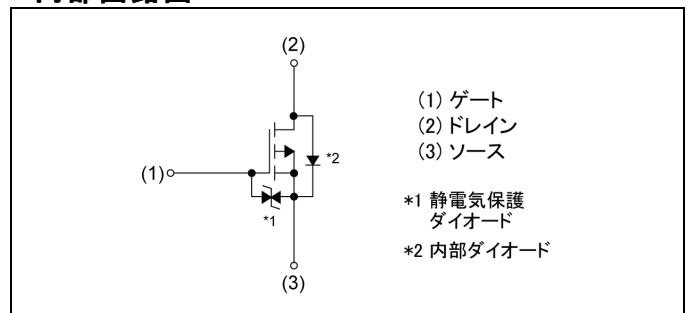 (2)
(1) ゲート
(2) ドレイン
(3) ソース
*2
(1)
*1
*1 静電気保護
ダイオード
*2 内部ダイオード
(3)